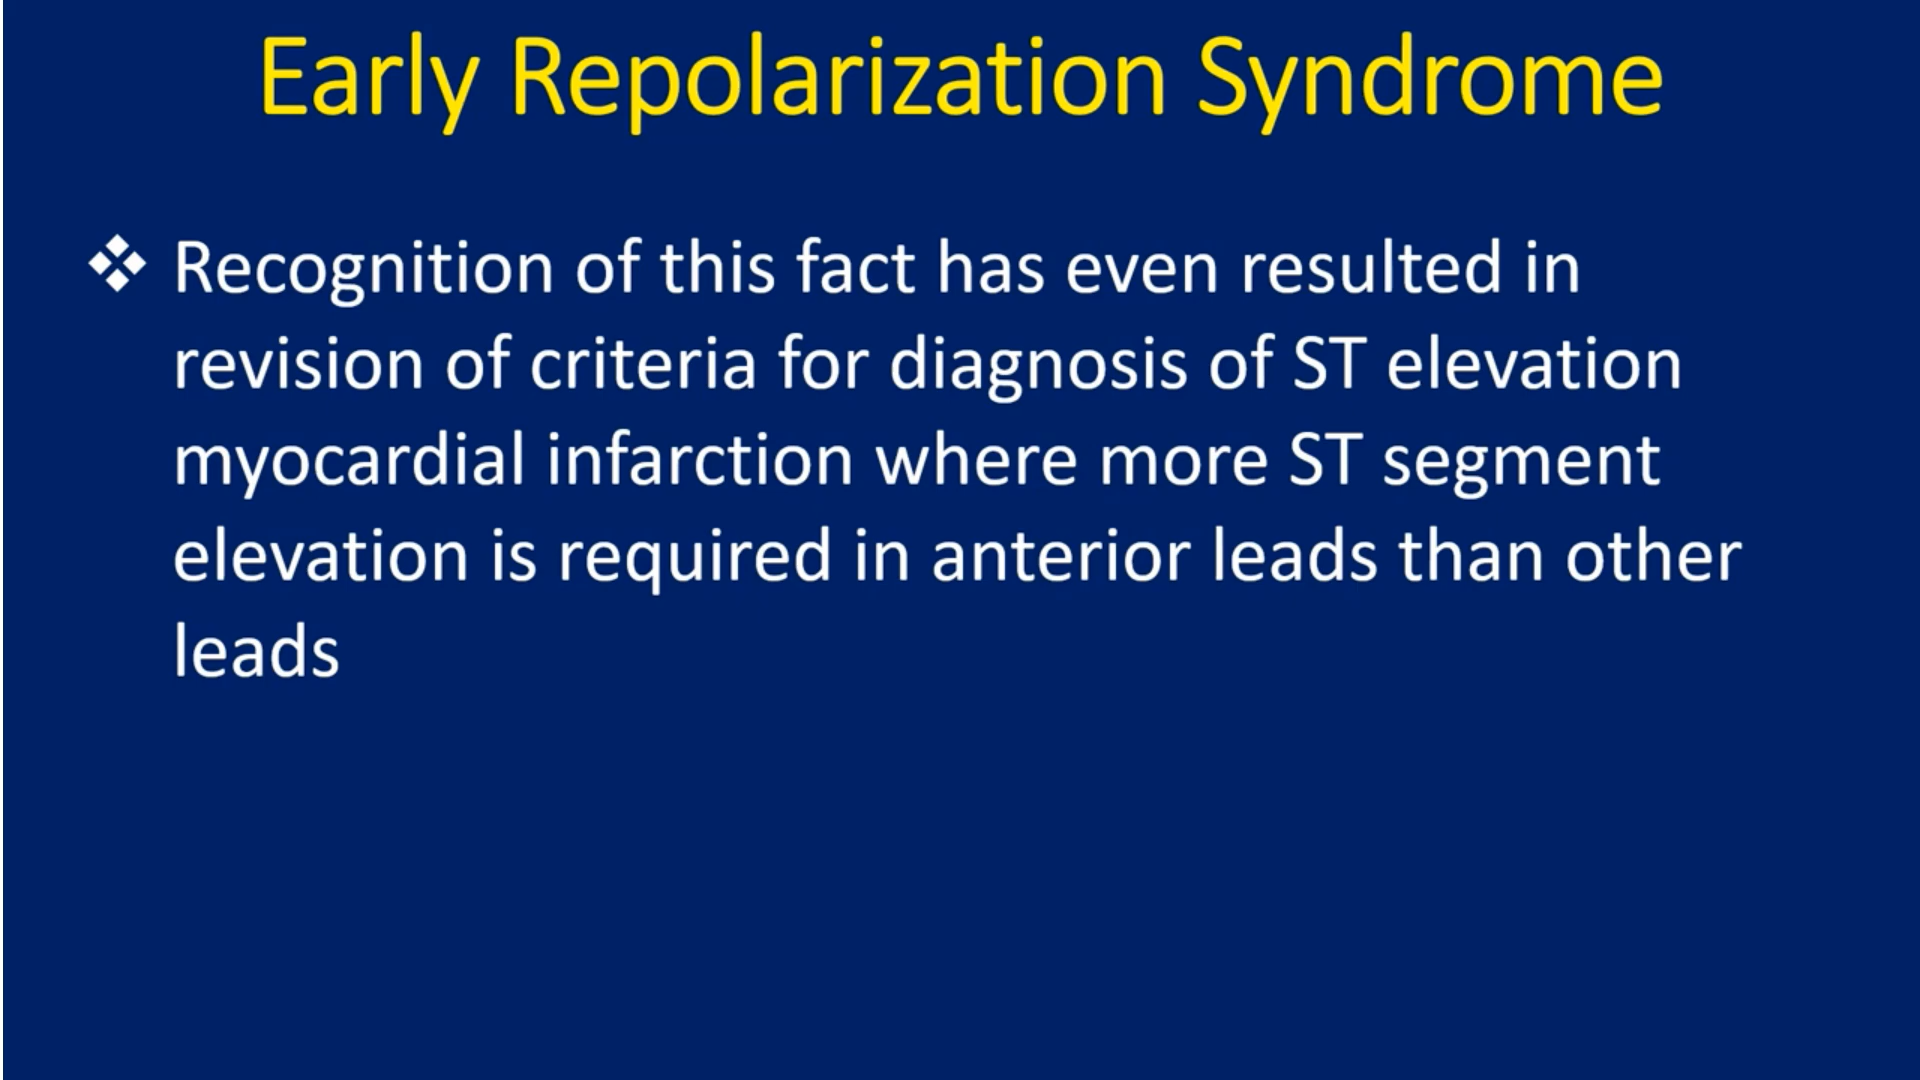 Early Repolarization Syndrome
❖ Recognition of this fact has even resulted in
revision of criteria for diagnosis of ST elevation
myocardial infarction where more ST segment
elevation is required in anterior leads than other
leads